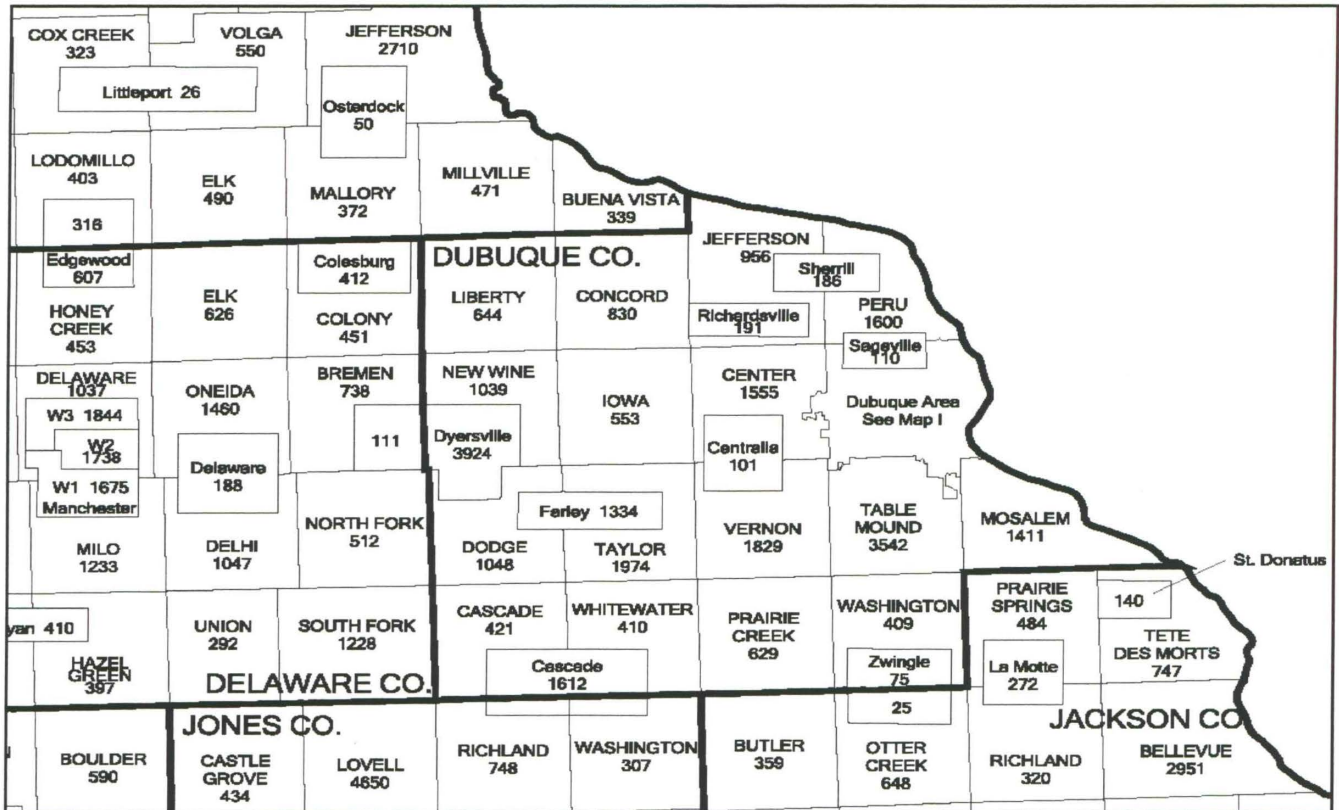 COX CREEK
323
VOLGA
550
JEFFERSON
2710
Littleport 26
Osterdock
50
LODOMILLO
403
ELK
490
MALLORY
372
MILLVILLE
471
BUENA VISTA
339
316
Edgewood
607
HONEY
CREEK
453
ELK
626
Colesburg
412
COLONY
451
DUBUQUE CO.
LIBERTY
644
CONCORD
830
JEFFERSON
956
Sherrill
186
Richardsville
191
PERU
1600
Sageville
110
DELAWARE
1037
W3 1844
W2
1738
W1 1675
Manchester
ONEIDA
1460
Delaware
188
BREMEN
738
111
NEW WINE
1039
Dyersville
3924
IOWA
553
CENTER
1555
Centralia
101
Dubuque Area
See Map I
MILO
1233
DELHI
1047
NORTH FORK
512
DODGE
1048
Farley 1334
TAYLOR
1974
VERNON
1829
TABLE
MOUND
3542
MOSALEM
1411
St. Donatus
yan 410
HAZEL
GREEN
397
UNION
292
SOUTH FORK
1228
DELAWARE CO.
CASCADE
421
WHITEWATER
410
Cascade
1612
PRAIRIE
CREEK
629
WASHINGTON
409
Zwingle
75
25
PRAIRIE
SPRINGS
484
140
La Motte
272
TETE
DES MORTS
747
JONES CO.
JACKSON CO
BOULDER
590
CASTLE
GROVE
434
LOVELL
4650
RICHLAND
748
WASHINGTON
307
BUTLER
359
OTTER
CREEK
648
RICHLAND
320
BELLEVUE
2951